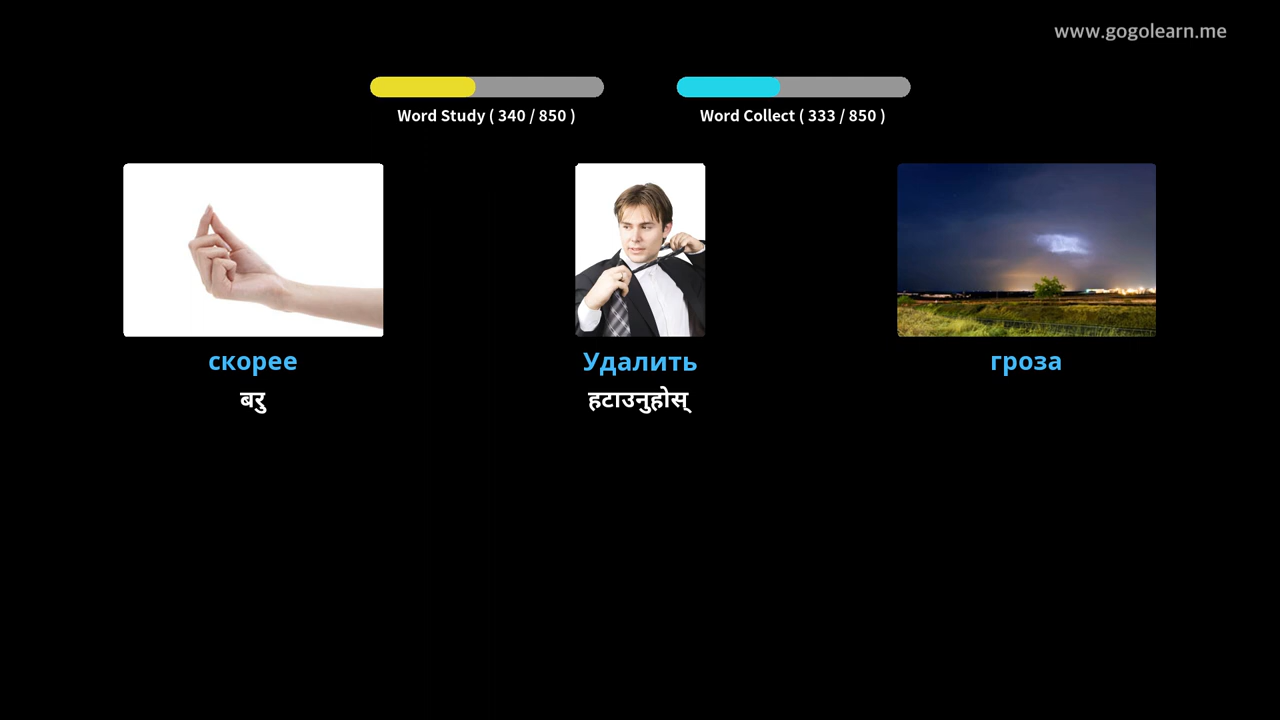 www.gogolearn.me
Word Study ( 340 / 850 )
Word Collect ( 333 / 850 )
скорее
Удалить
гроза
बरु
हटाउनुहोस्